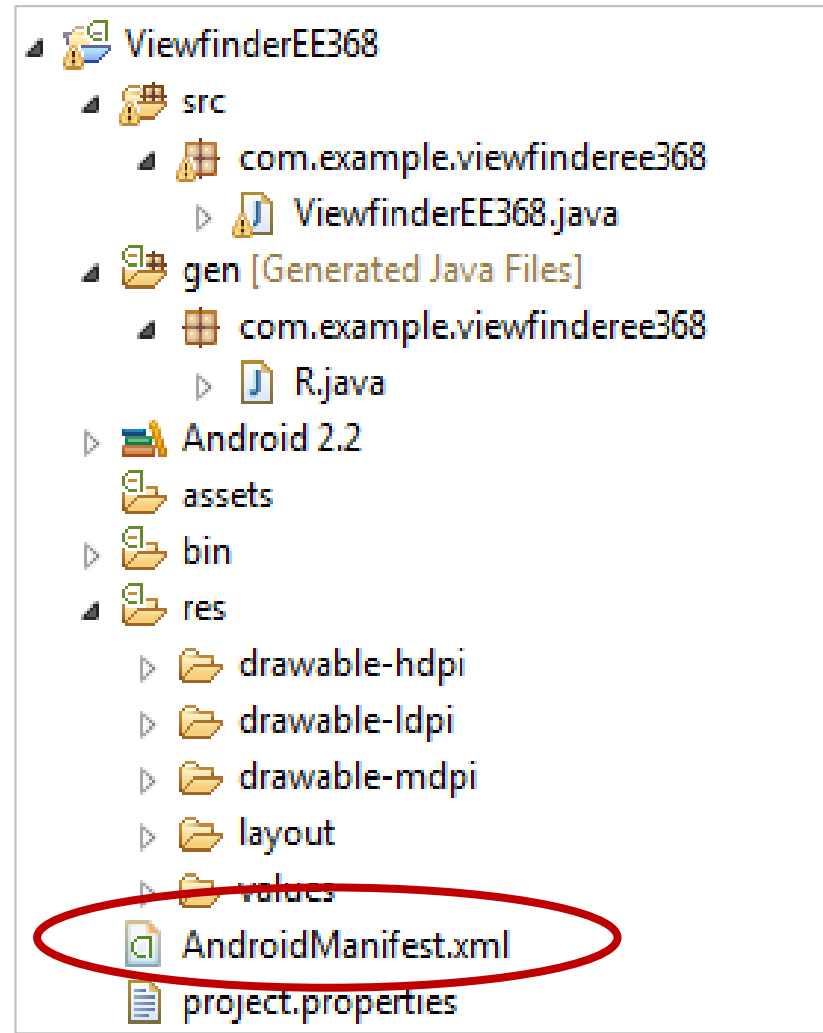 ViewfinderEE368
src
com.example.viewfinderee368
ViewfinderEE368.java
gen [Generated Java Files]
com.example.viewfinderee368
R.java
Android 2.2
assets
bin
res
drawable-hdpi
drawable-ldpi
drawable-mdpi
layout
values
AndroidManifest.xml
project.properties